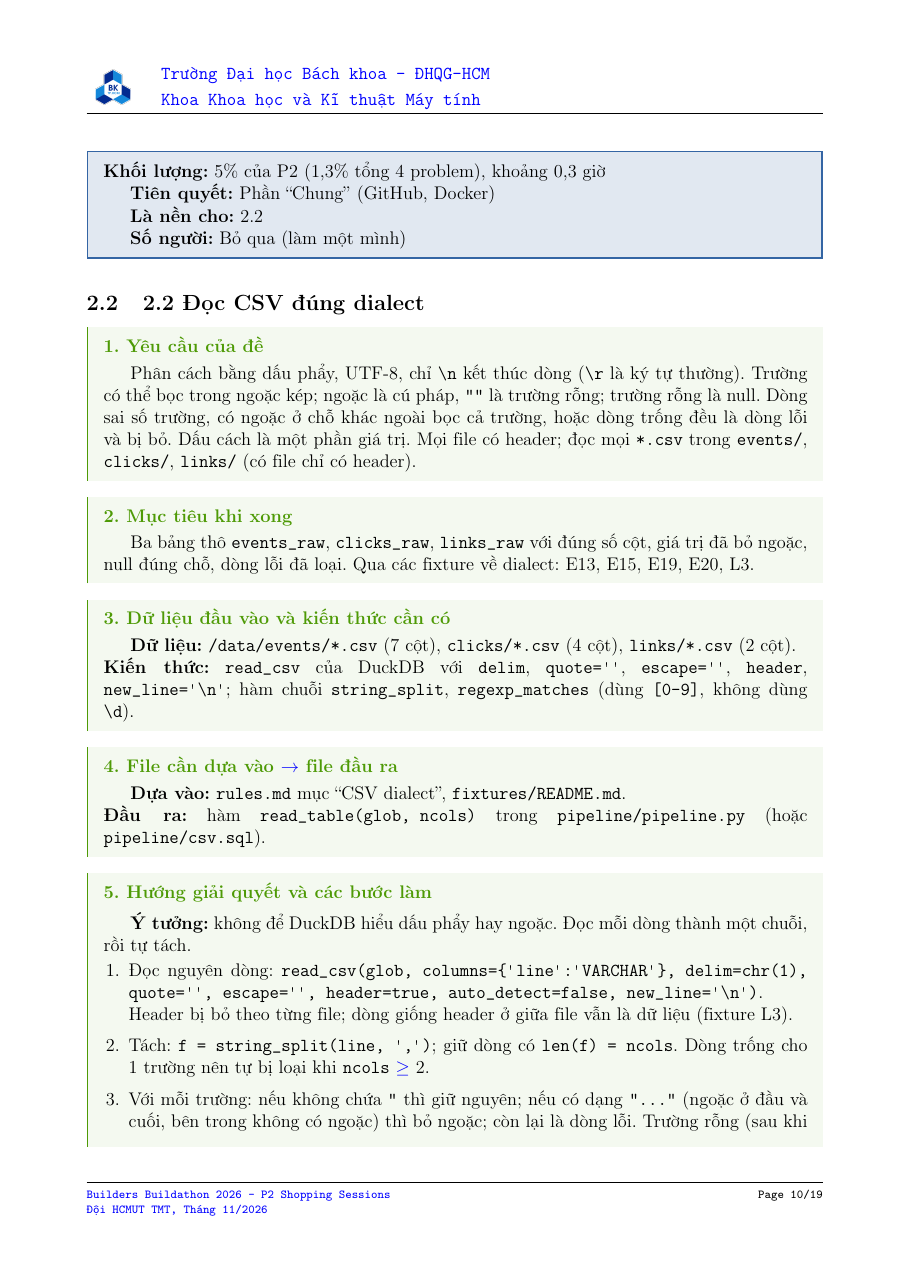 BK
Trường Đại học Bách khoa - ĐHQG-HCM
Khoa Khoa học và Kĩ thuật Máy tính
Khối lượng: 5% của P2 (1,3% tổng 4 problem), khoảng 0,3 giờ
Tiên quyết: Phần “Chung” (GitHub, Docker)
Là nền cho: 2.2
Số người: Bỏ qua (làm một mình)
2.2 2.2 Đọc CSV đúng dialect
1. Yêu cầu của đề
Phân cách bằng dấu phẩy, UTF-8, chỉ \n kết thúc dòng (\r là ký tự thường). Trường
có thể bọc trong ngoặc kép; ngoặc là cú pháp, "" là trường rỗng; trường rỗng là null. Dòng
sai số trường, có ngoặc ở chỗ khác ngoài bọc cả trường, hoặc dòng trống đều là dòng lỗi
và bị bỏ. Dấu cách là một phần giá trị. Mọi file có header; đọc mọi *.csv trong events/,
clicks/, links/ (có file chỉ có header).
2. Mục tiêu khi xong
Ba bảng thô events_raw, clicks_raw, links_raw với đúng số cột, giá trị đã bỏ ngoặc,
null đúng chỗ, dòng lỗi đã loại. Qua các fixture về dialect: E13, E15, E19, E20, L3.
3. Dữ liệu đầu vào và kiến thức cần có
Dữ liệu: /data/events/*.csv (7 cột), clicks/*.csv (4 cột), links/*.csv (2 cột).
Kiến thức: read_csv của DuckDB với delim, quote='', escape='', header,
new_line='\n'; hàm chuỗi string_split, regexp_matches (dùng [0-9], không dùng
\d).
4. File cần dựa vào → file đầu ra
Dựa vào: rules.md mục “CSV dialect”, fixtures/README.md.
Đầu ra: hàm read_table(glob, ncols) trong pipeline/pipeline.py (hoặc
pipeline/csv.sql).
5. Hướng giải quyết và các bước làm
Ý tưởng: không để DuckDB hiểu dấu phẩy hay ngoặc. Đọc mỗi dòng thành một chuỗi,
rồi tự tách.
1. Đọc nguyên dòng: read_csv(glob, columns={'line':'VARCHAR'}, delim=chr(1),
quote='', escape='', header=true, auto_detect=false, new_line='\n').
Header bị bỏ theo từng file; dòng giống header ở giữa file vẫn là dữ liệu (fixture L3).
2. Tách: f = string_split(line, ','); giữ dòng có len(f) = ncols. Dòng trống cho
1 trường nên tự bị loại khi ncols ≥ 2.
3. Với mỗi trường: nếu không chứa " thì giữ nguyên; nếu có dạng "..." (ngoặc ở đầu và
cuối, bên trong không có ngoặc) thì bỏ ngoặc; còn lại là dòng lỗi. Trường rỗng (sau khi
Builders Buildathon 2026 - P2 Shopping Sessions
Page 10/19
Đội HCMUT TMT, Tháng 11/2026